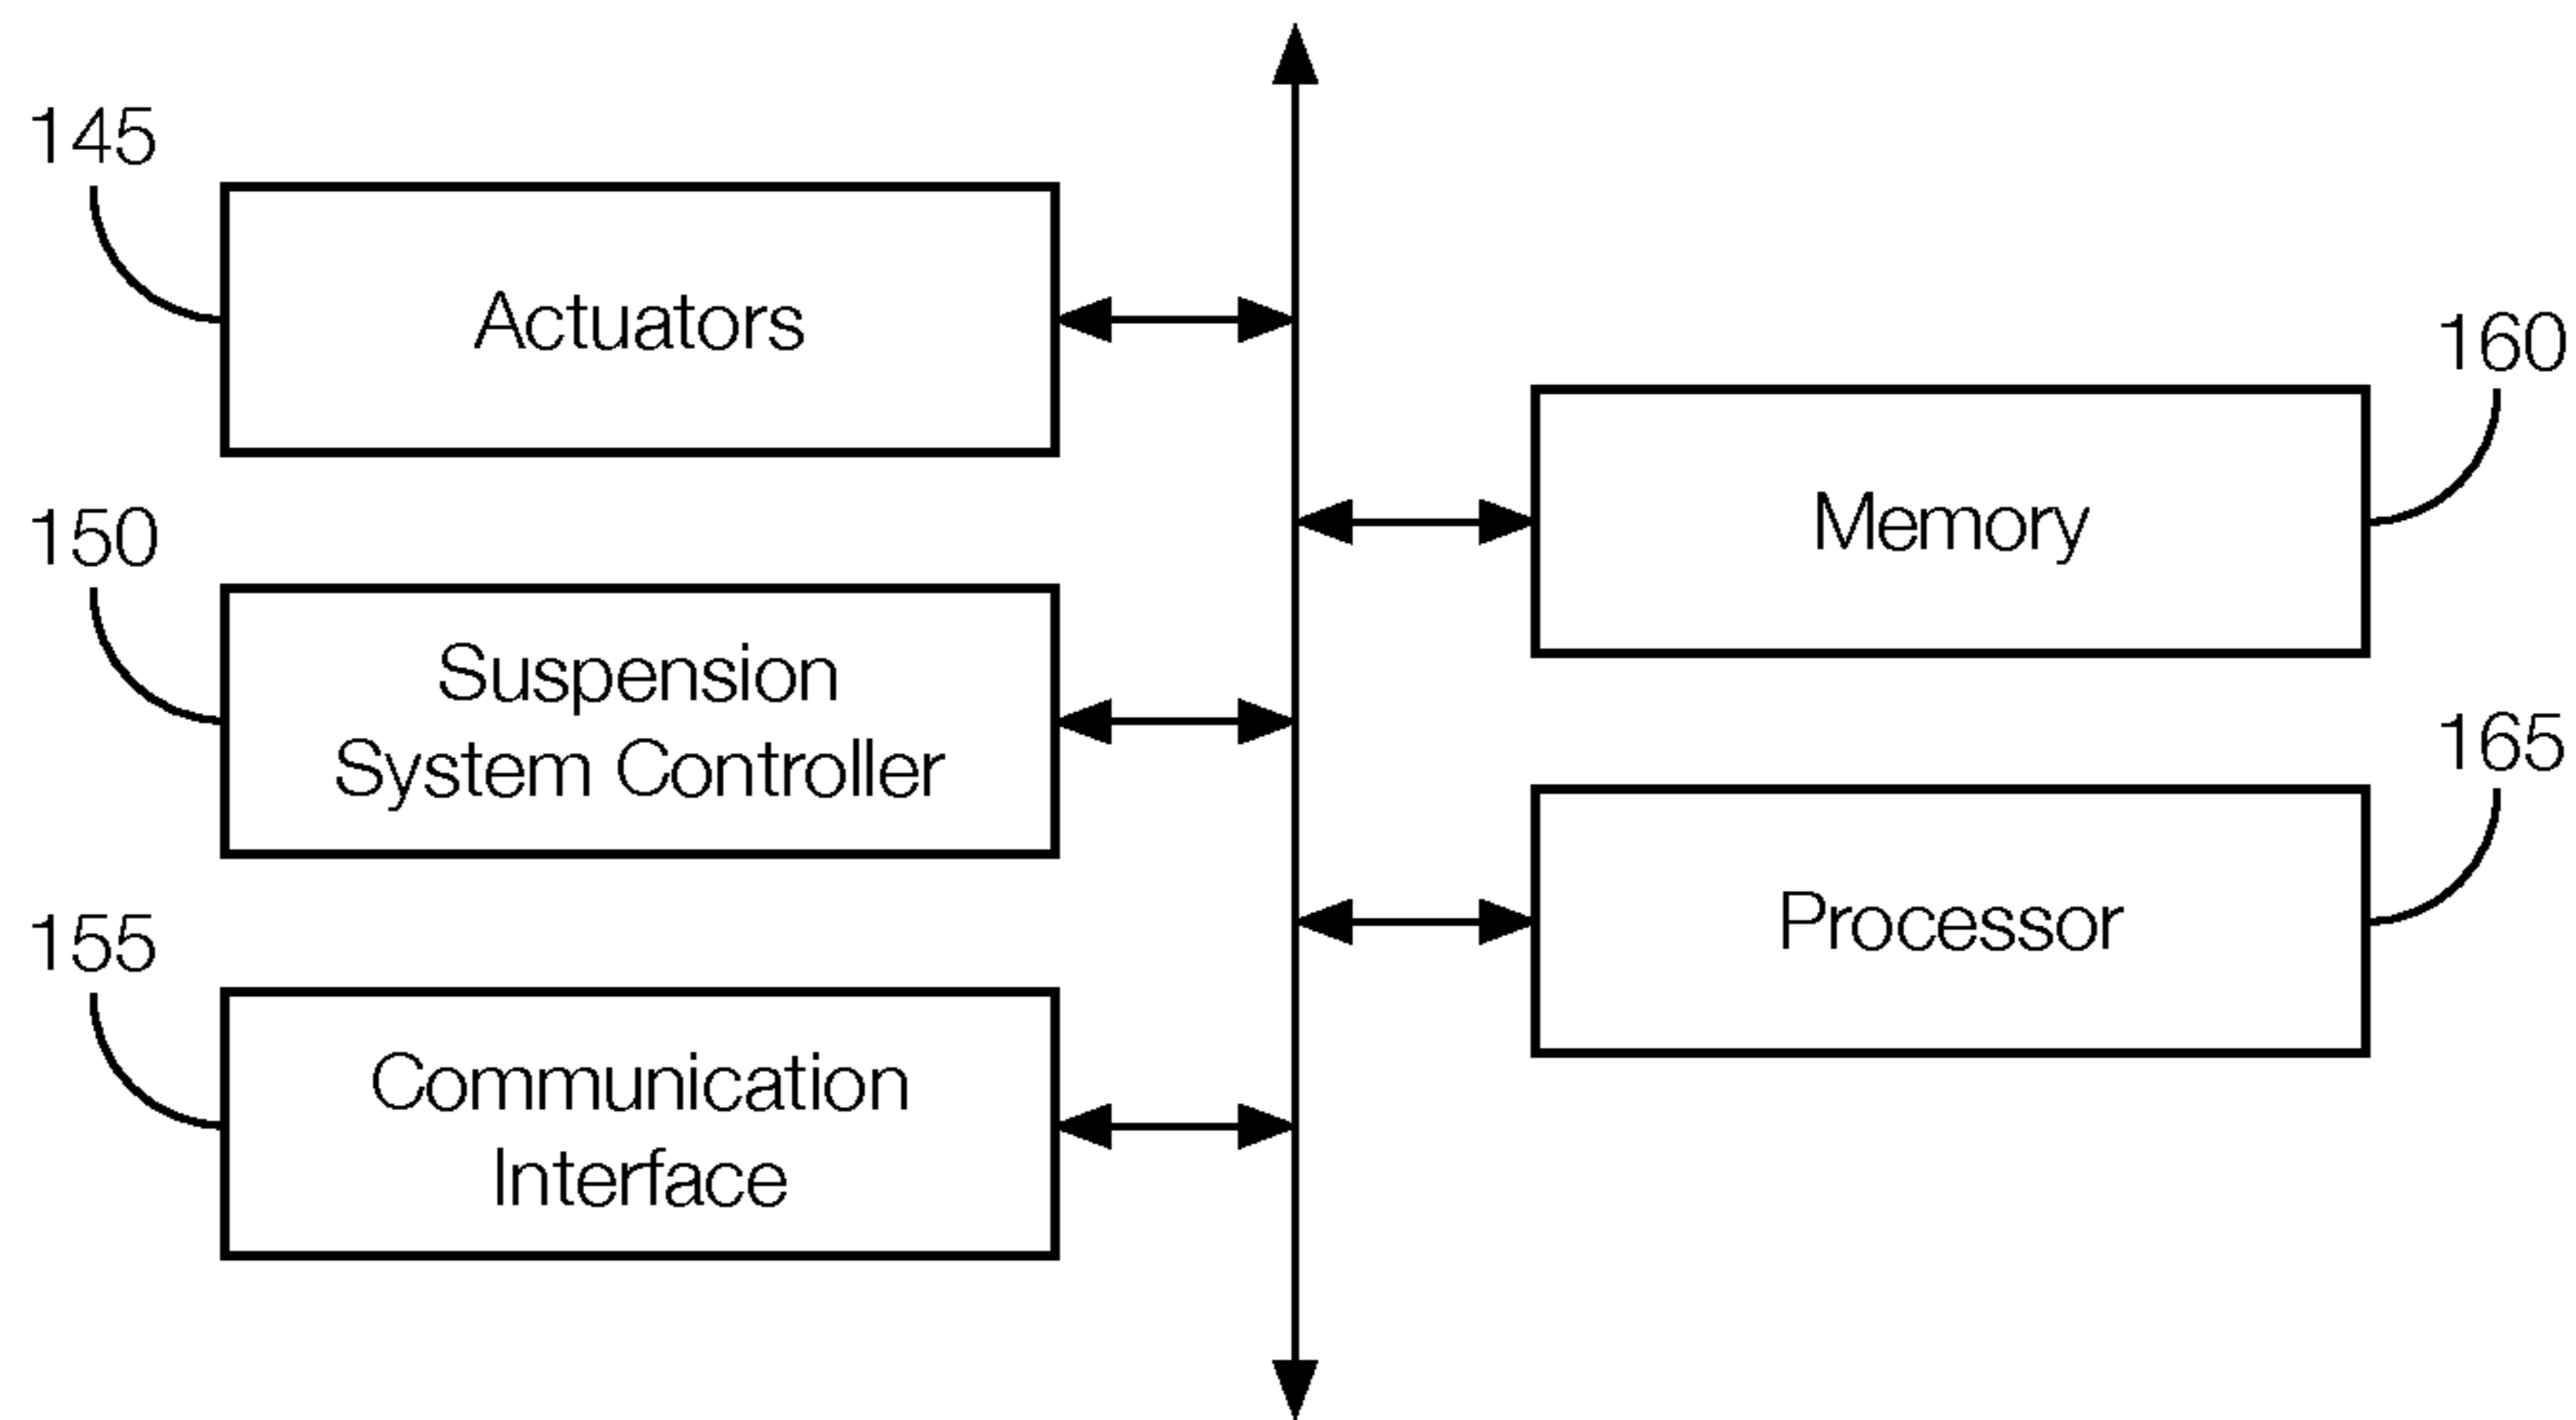 145
Actuators
150
Suspension
System Controller
155
Communication
Interface
160
Memory
165
Processor